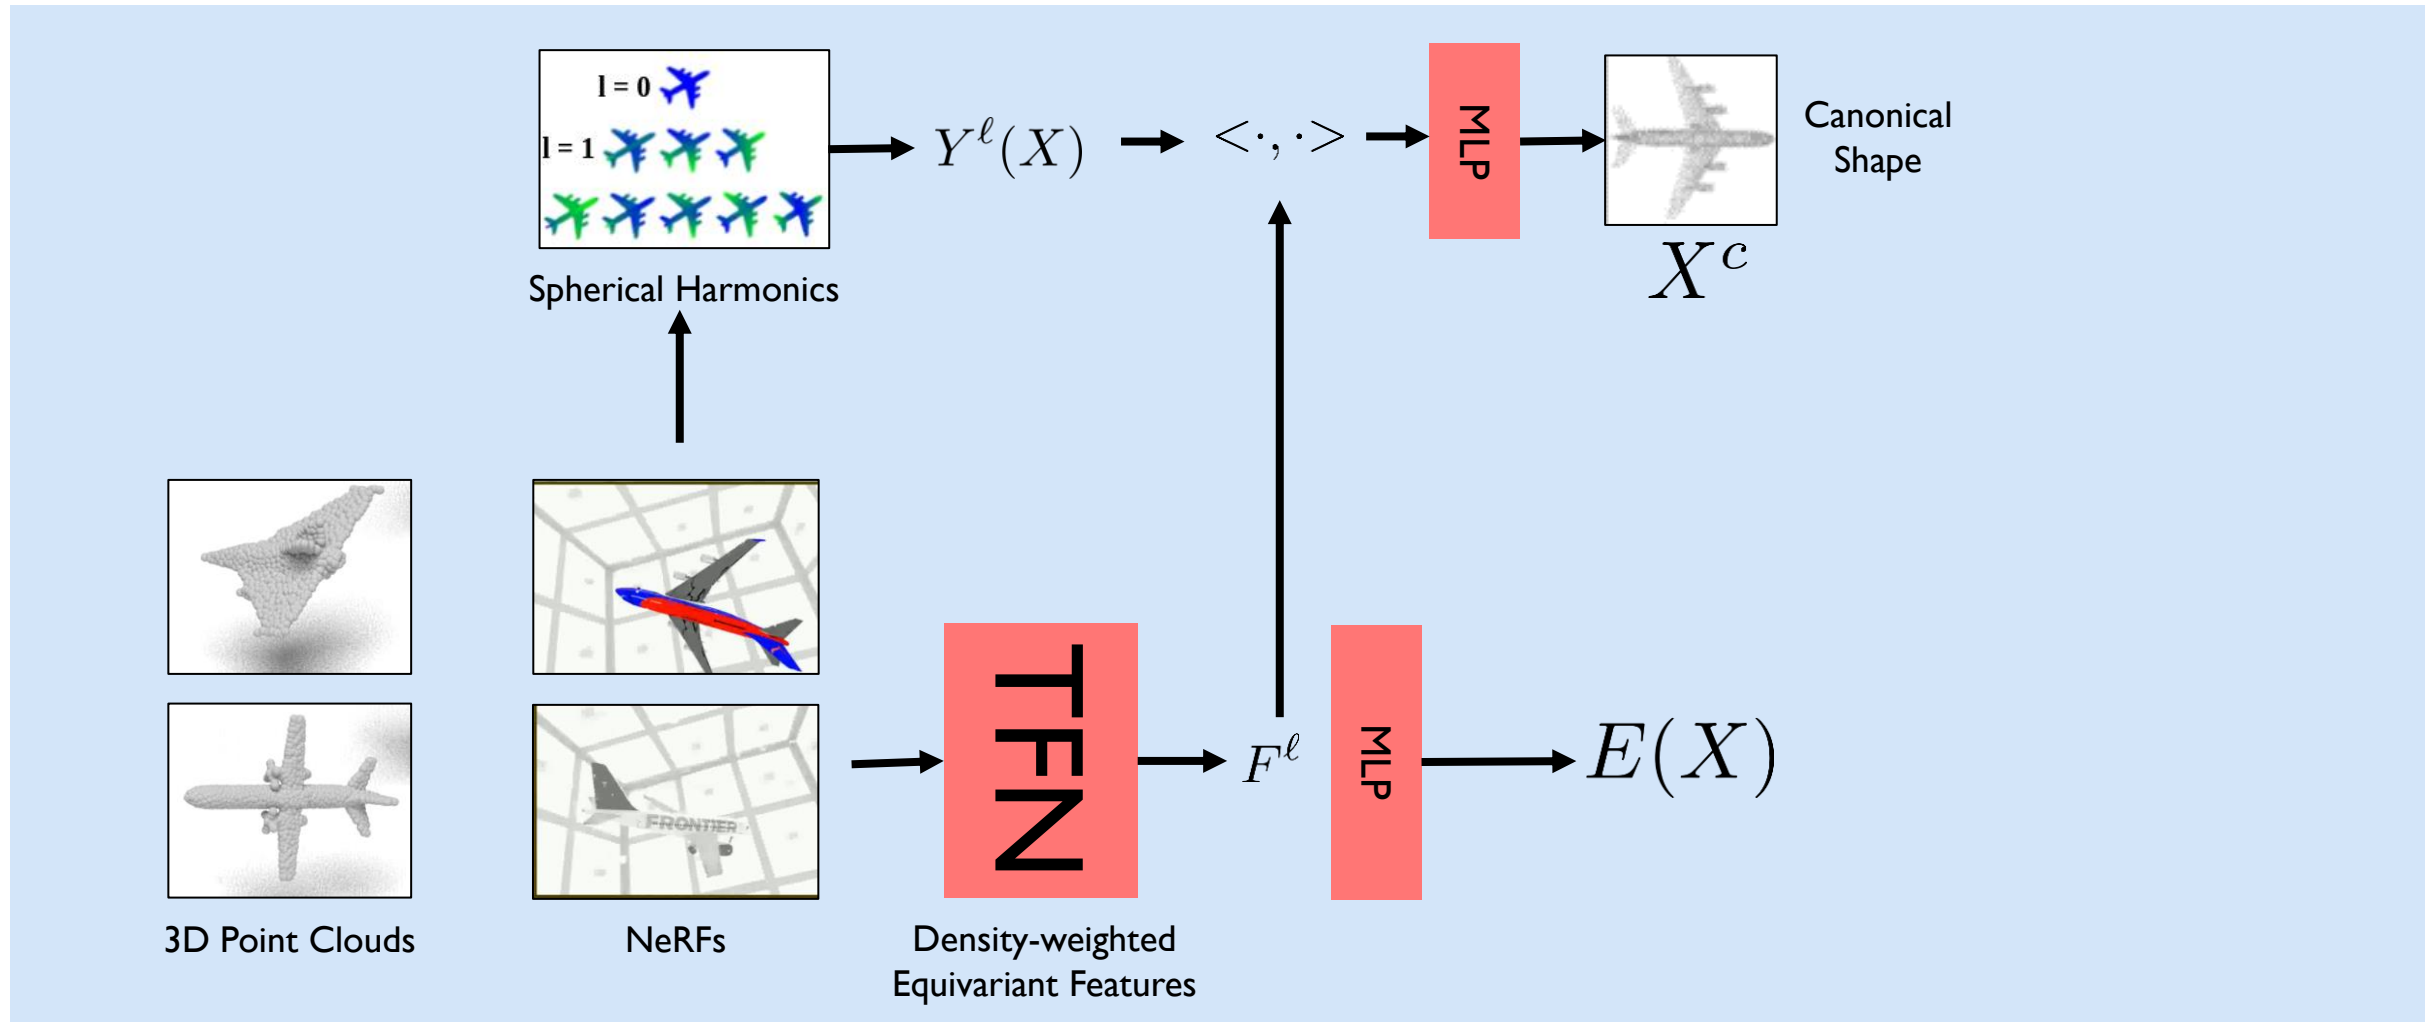 l = 0
l = 1
Spherical Harmonics
Y^ℓ(X)
<·,·>
MLP
Canonical
Shape
X^c
3D Point Clouds
FRONTIER
NeRFs
TFN
Density-weighted
Equivariant Features
F^ℓ
MLP
E(X)